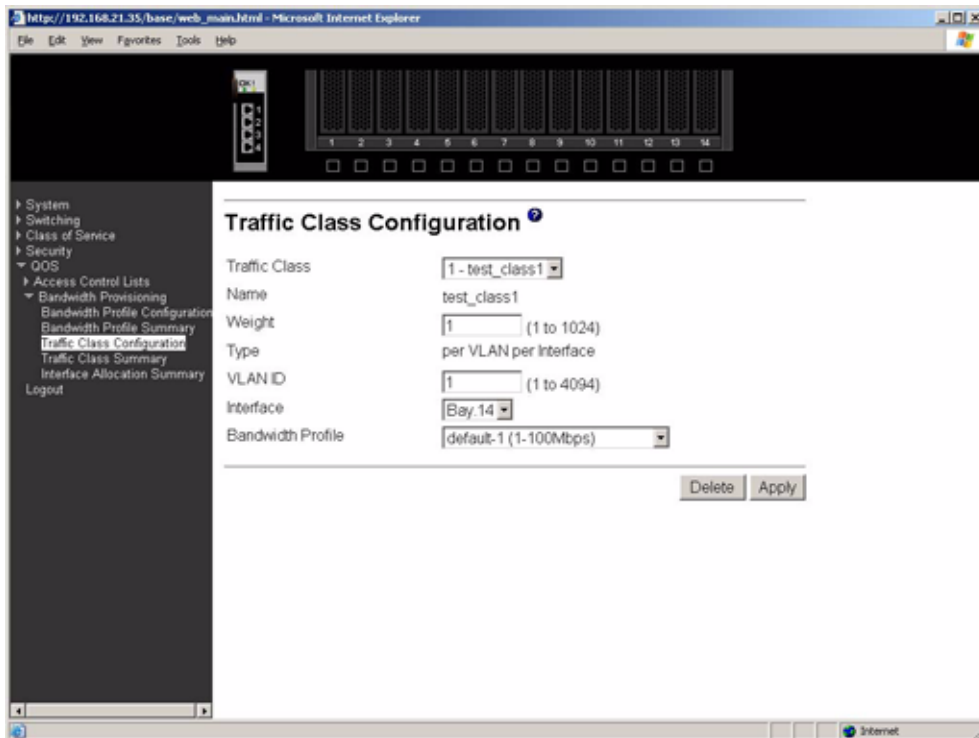 http://192.168.21.35/base/web_main.html - Microsoft Internet Explorer
File Edit View Favorites Tools Help
OK1
1
2
3
4
1 2 3 4 5 6 7 8 9 10 11 12 13 14
System
Switching
Class of Service
Security
QOS
Access Control Lists
Bandwidth Provisioning
Bandwidth Profile Configuration
Bandwidth Profile Summary
Traffic Class Configuration
Traffic Class Summary
Interface Allocation Summary
Logout
Traffic Class Configuration ?
Traffic Class 1 - test_class1
Name test_class1
Weight 1 (1 to 1024)
Type per VLAN per Interface
VLAN ID 1 (1 to 4094)
Interface Bay.14
Bandwidth Profile default-1 (1-100Mbps)
Delete Apply
Internet